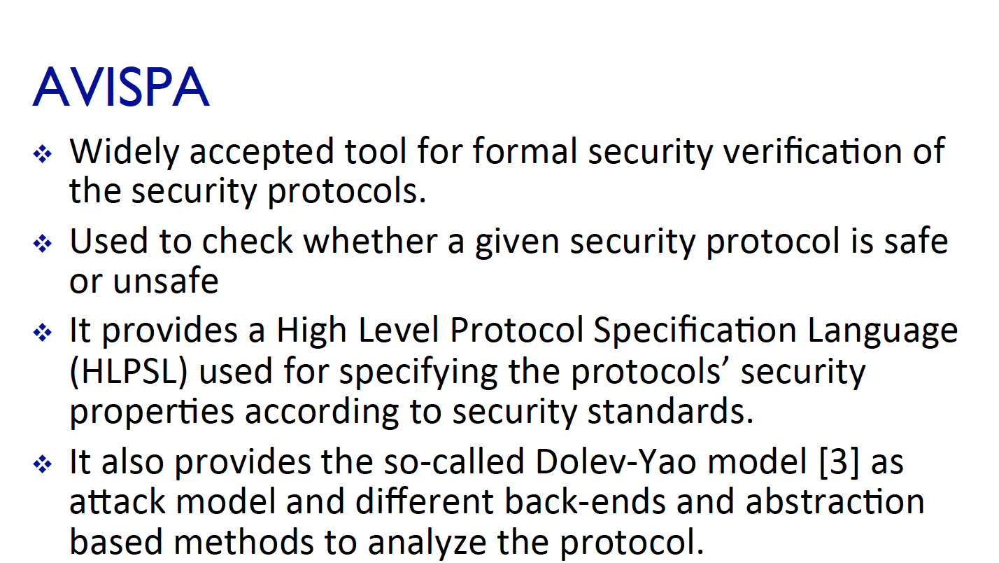 AVISPA
❖ Widely accepted tool for formal security verification of
the security protocols.
❖ Used to check whether a given security protocol is safe
or unsafe
❖ It provides a High Level Protocol Specification Language
(HLPSL) used for specifying the protocols’ security
properties according to security standards.
❖ It also provides the so-called Dolev-Yao model [3] as
attack model and different back-ends and abstraction
based methods to analyze the protocol.